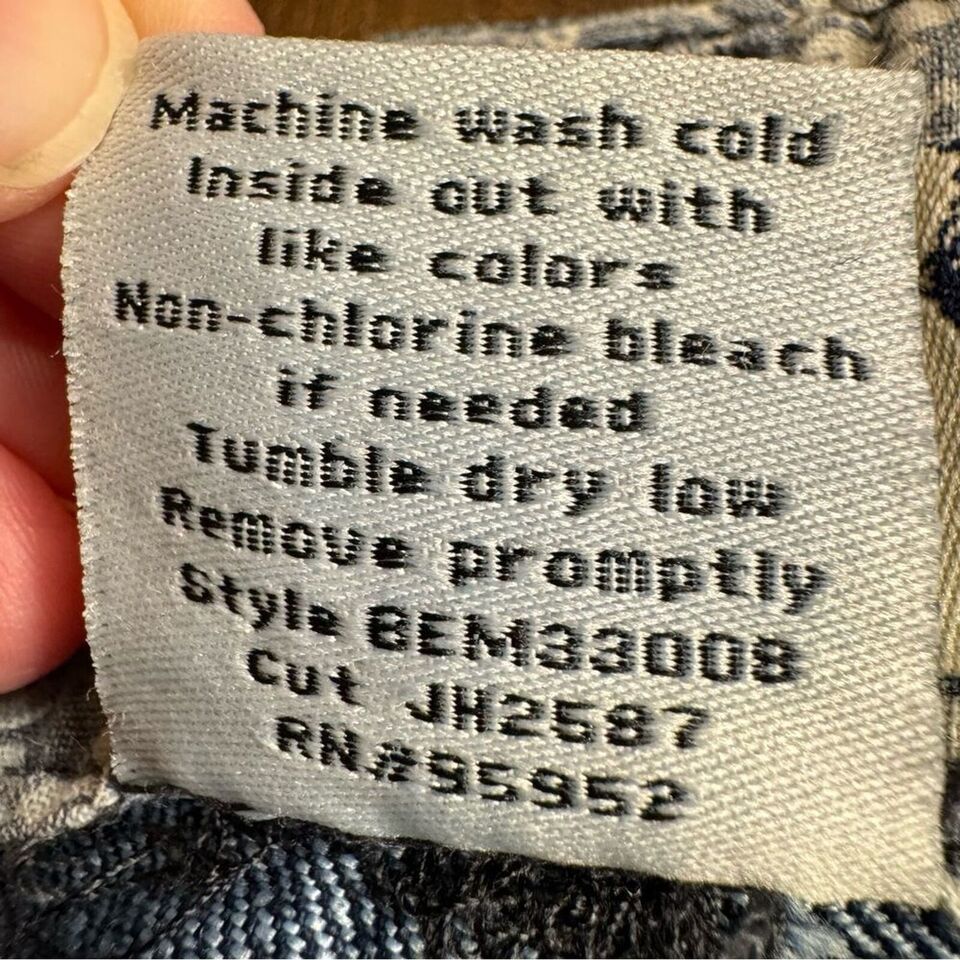 Machine wash cold
Inside out with
like colors
Non-chlorine bleach
if needed
Tumble dry low
Remove promptly
Style 8EM33008
Cut JH2587
RN#95952